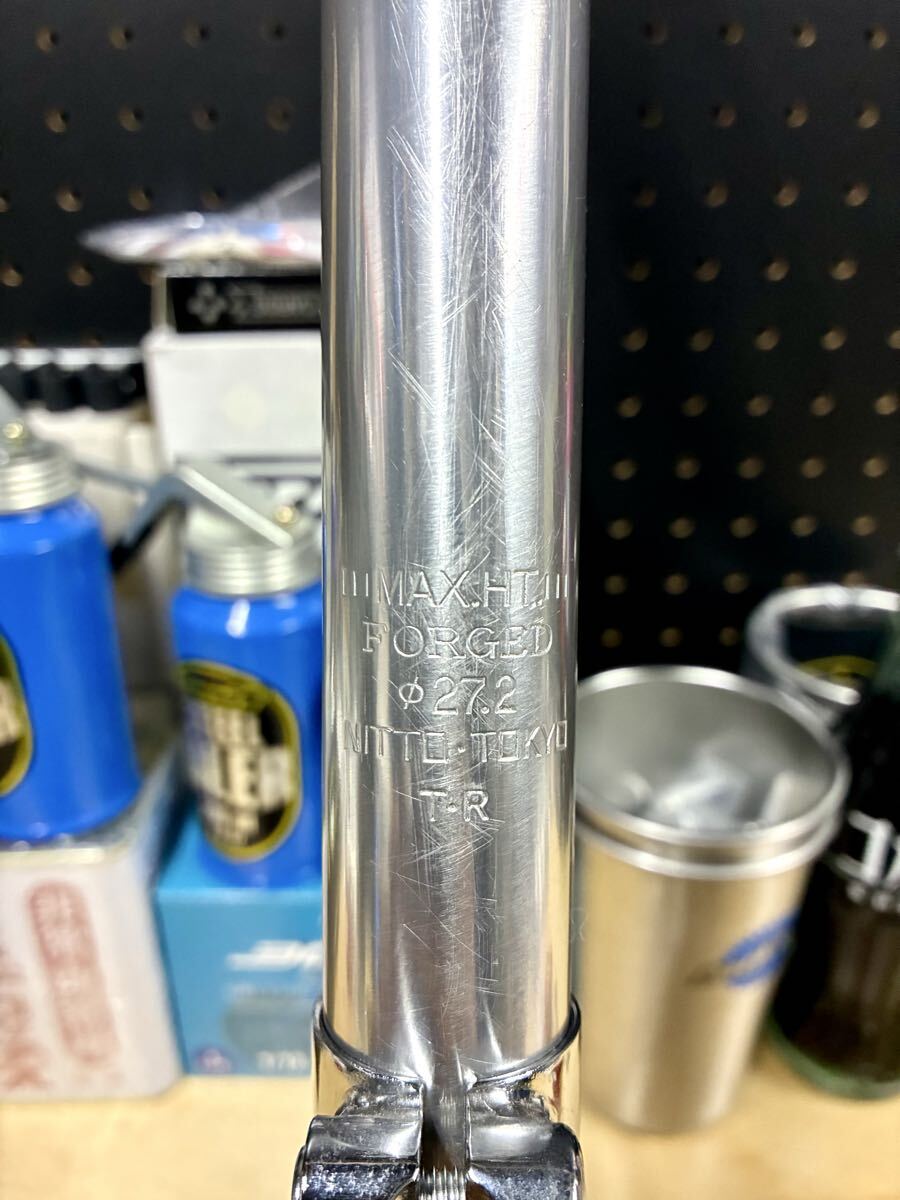 MAX.HT.
FORGED
φ27.2
NITTO·TOKYO
T·R